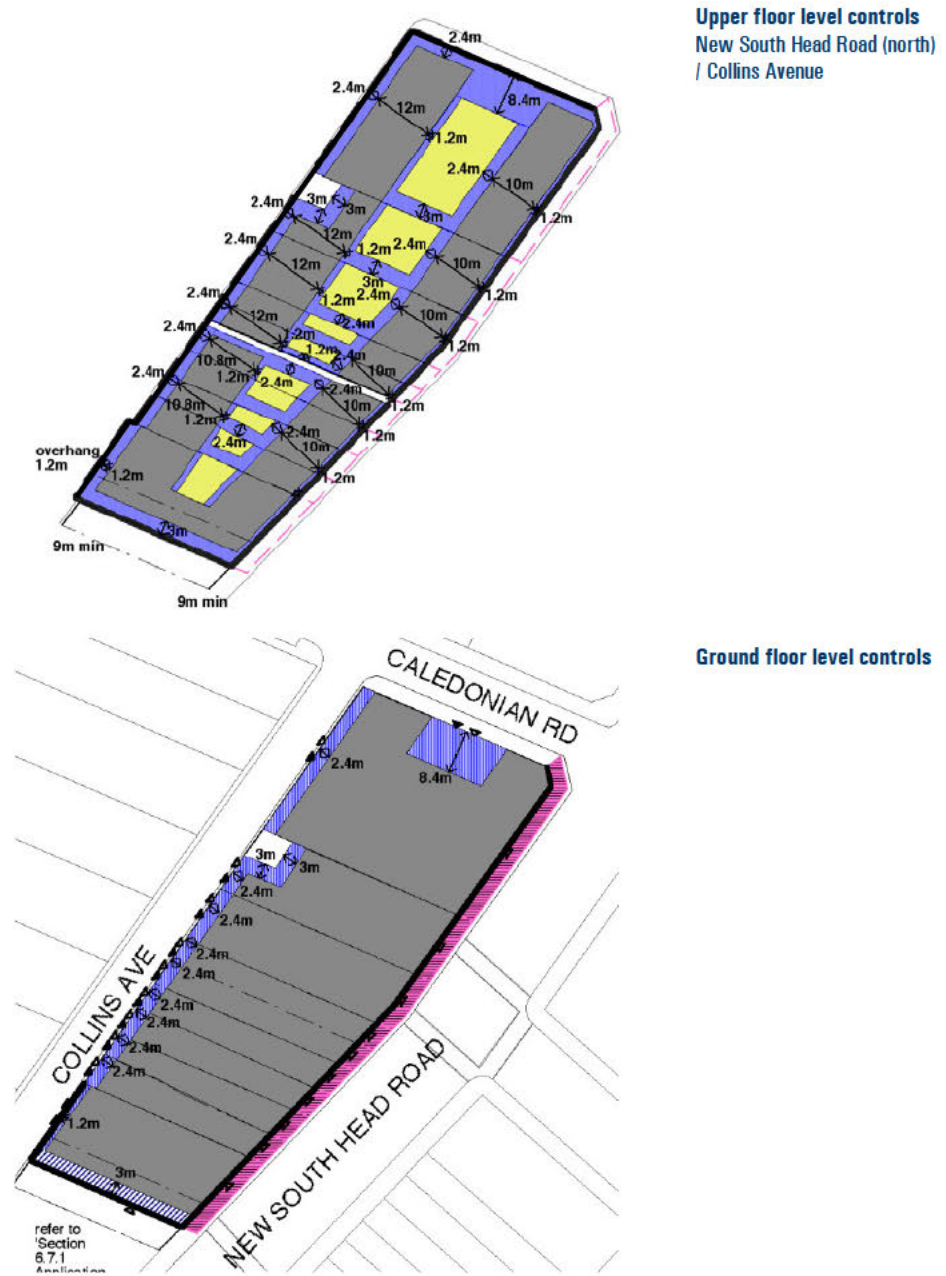 Upper floor level controls
New South Head Road (north)
/ Collins Avenue
2.4m
2.4m
8.4m
12m
1.2m
2.4m
10m
3m
3m
2.4m
3m
1.2m
12m
2.4m
1.2m
2.4m
10m
12m
3m
1.2m
2.4m
1.2m
2.4m
10m
12m
2.4m
1.2m
1.2m
2.4m
1.2m
2.4m
10.8m
10m
1.2m
2.4m
2.4m
2.4m
1.2m
10.8m
10m
1.2m
2.4m
1.2m
2.4m
10m
overhang
1.2m
1.2m
1.2m
3m
9m min
9m min
Ground floor level controls
CALEDONIAN RD
2.4m
8.4m
3m
3m
2.4m
2.4m
2.4m
2.4m
2.4m
2.4m
2.4m
2.4m
COLLINS AVE
1.2m
3m
NEW SOUTH HEAD ROAD
refer to
'Section
6.7.1
Application